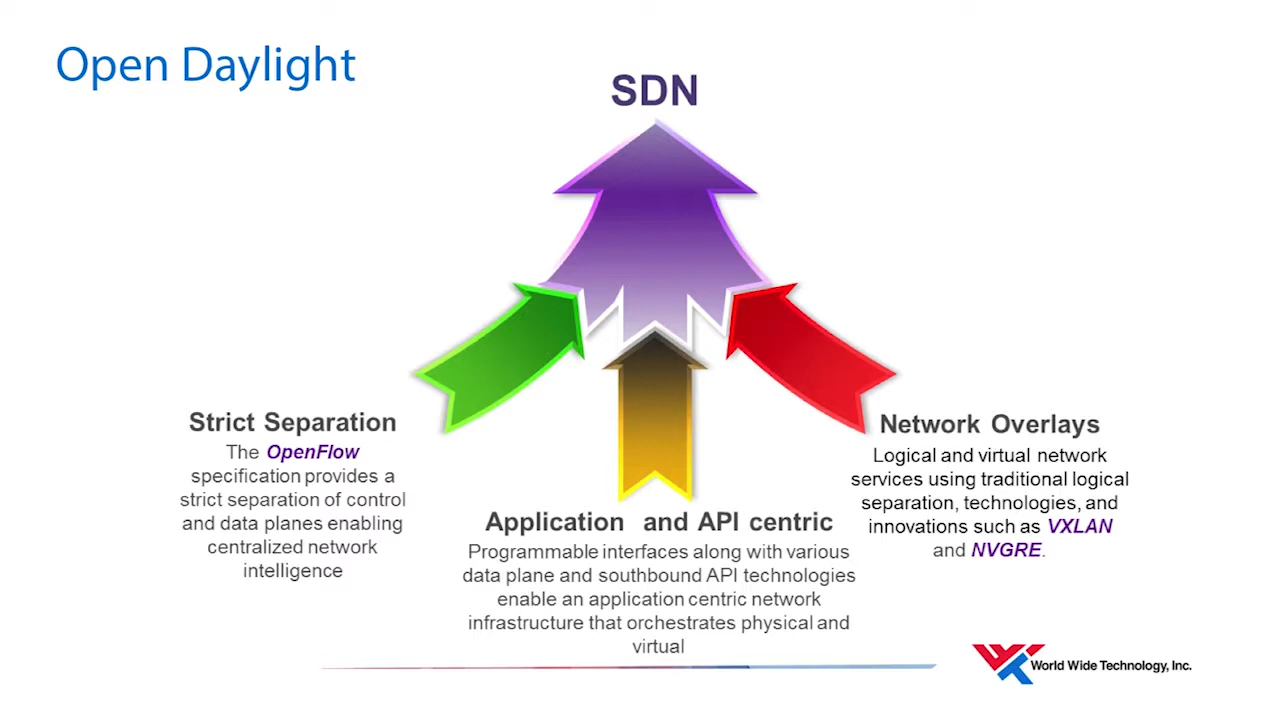 Open Daylight
SDN
Strict Separation
The OpenFlow
specification provides a
strict separation of control
and data planes enabling
centralized network
intelligence
Application and API centric
Programmable interfaces along with various
data plane and southbound API technologies
enable an application centric network
infrastructure that orchestrates physical and
virtual
Network Overlays
Logical and virtual network
services using traditional logical
separation, technologies, and
innovations such as VXLAN
and NVGRE.
World Wide Technology, Inc.